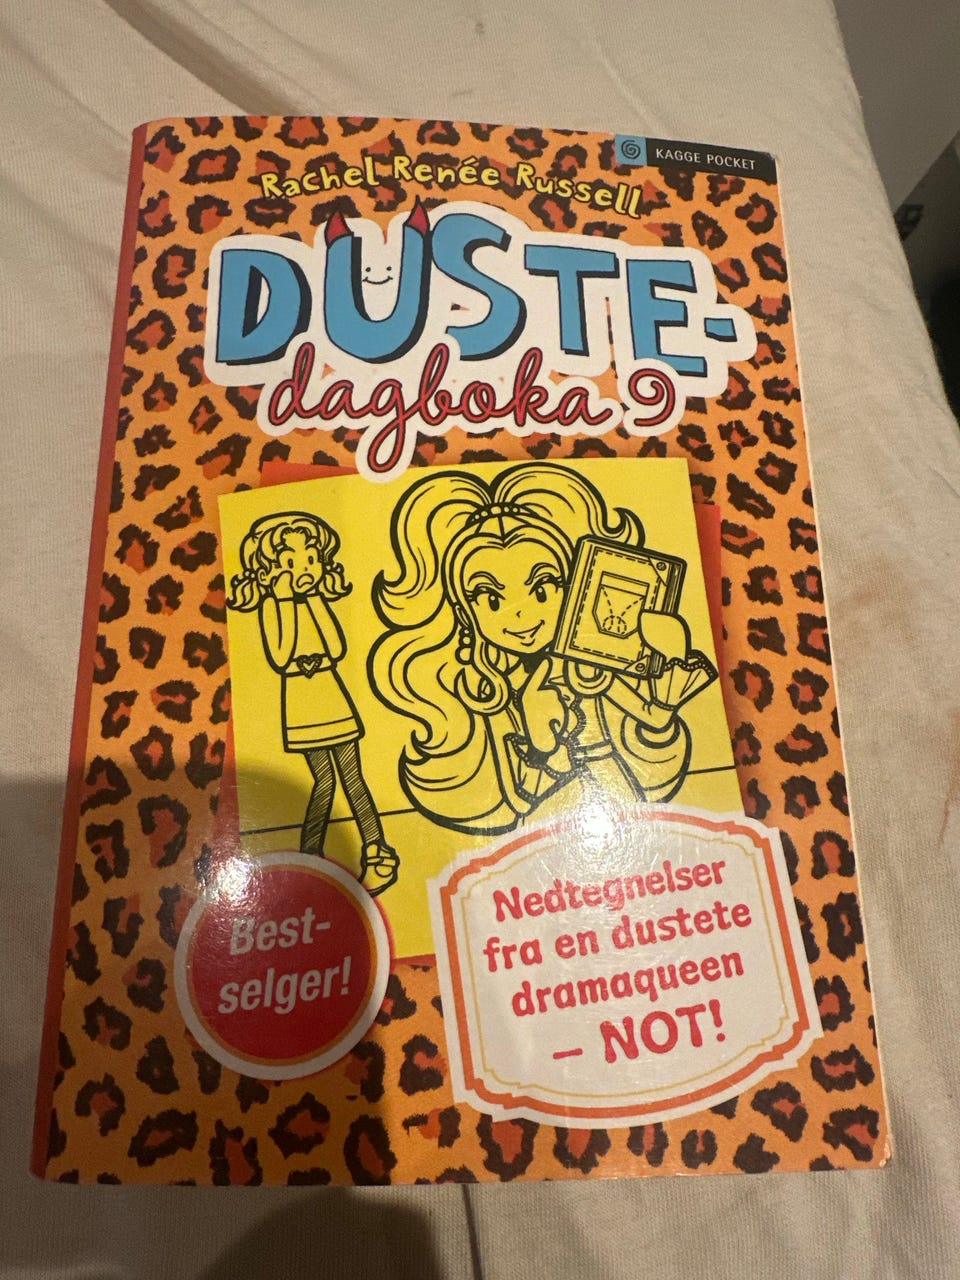 KAGGE POCKET
Rachel Renée Russell
DUSTE-
dagboka 9
Best-
selger!
Nedtegnelser
fra en dustete
dramaqueen
– NOT!